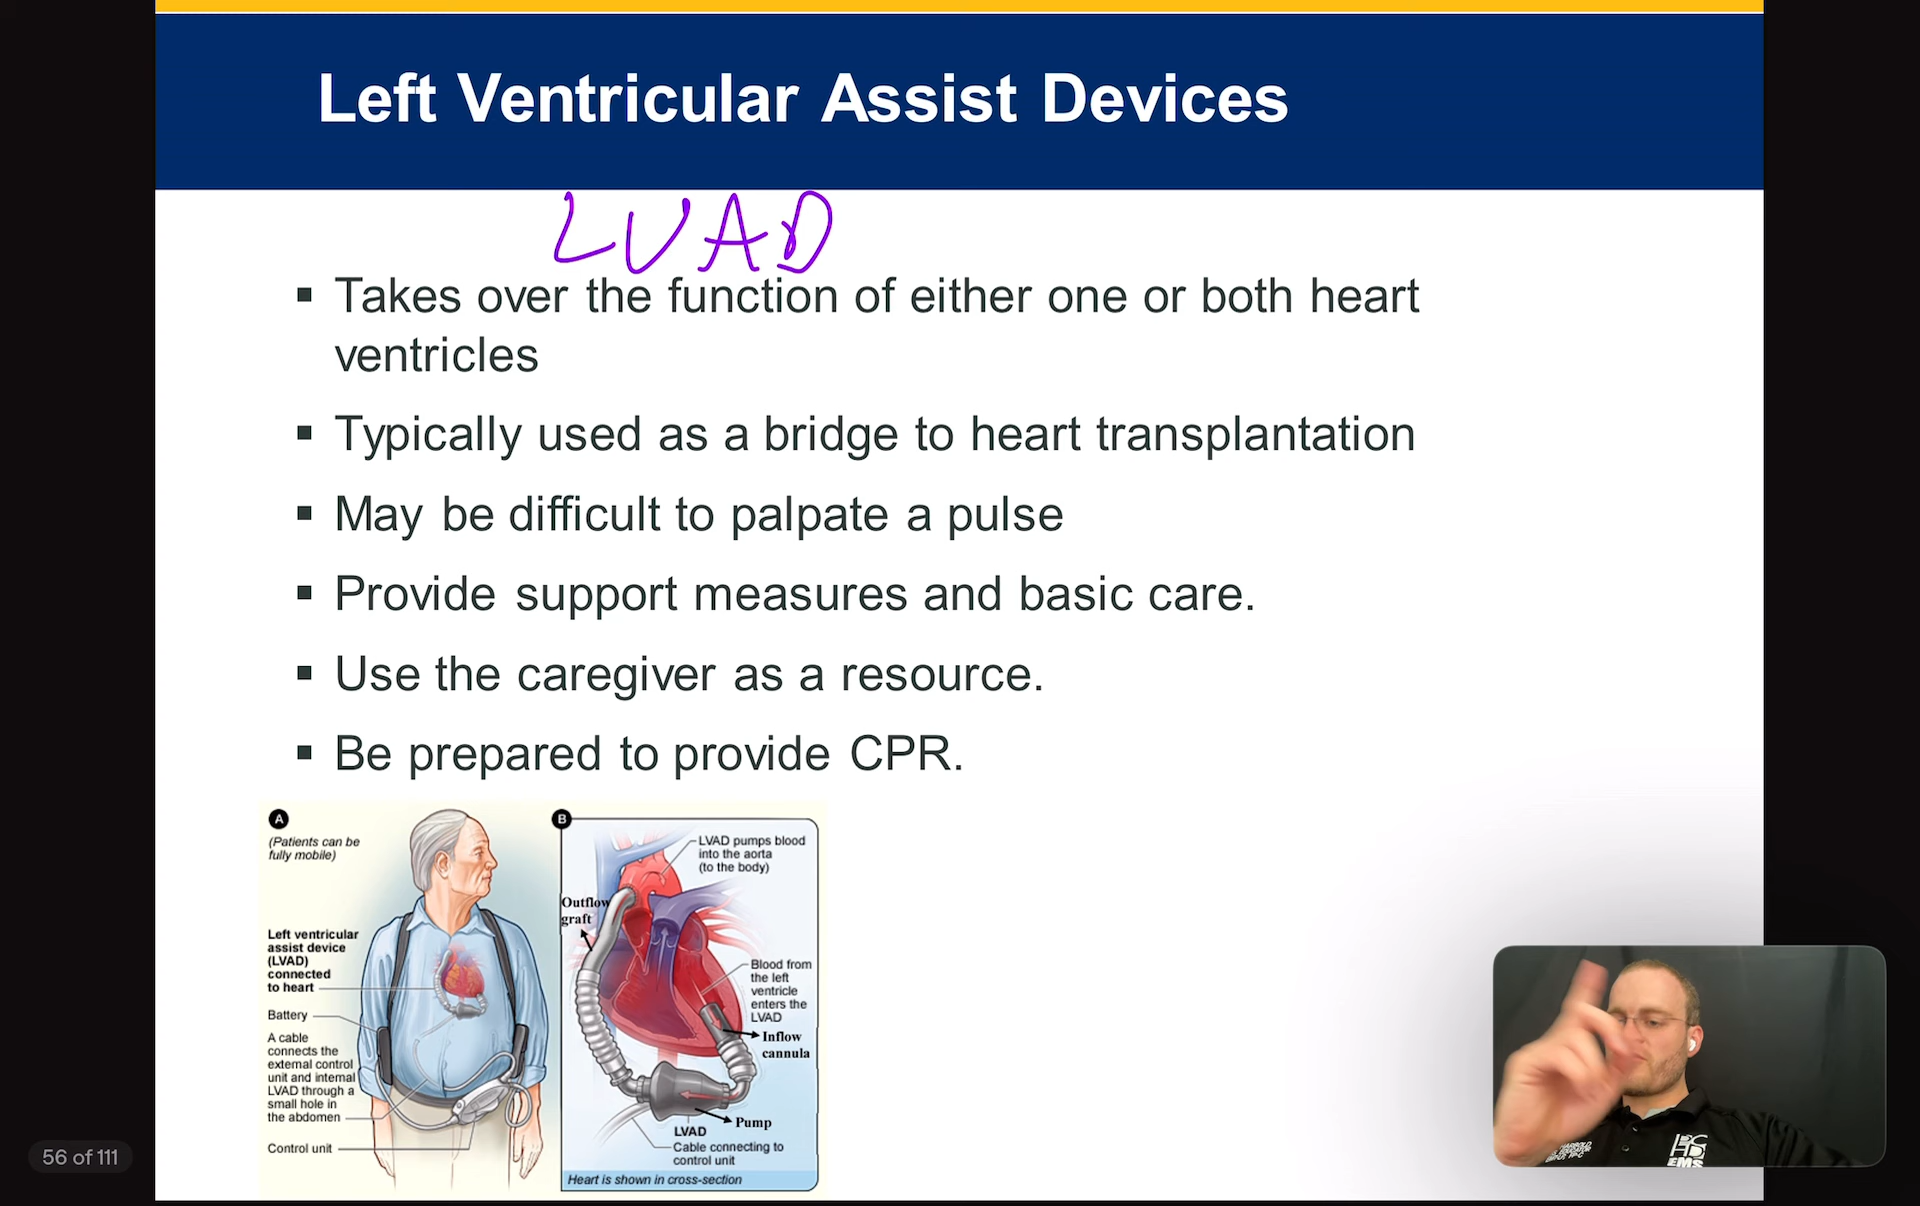 Left Ventricular Assist Devices
LVAD
▪ Takes over the function of either one or both heart
ventricles
▪ Typically used as a bridge to heart transplantation
▪ May be difficult to palpate a pulse
▪ Provide support measures and basic care.
▪ Use the caregiver as a resource.
▪ Be prepared to provide CPR.
A
(Patients can be
fully mobile)
Left ventricular
assist device
(LVAD)
connected
to heart
Battery
A cable
connects the
external control
unit and internal
LVAD through a
small hole in
the abdomen
Control unit
B
LVAD pumps blood
into the aorta
(to the body)
Outflow
graft
Blood from
the left
ventricle
enters the
LVAD
Inflow
cannula
Pump
LVAD
Cable connecting to
control unit
Heart is shown in cross-section
56 of 111
EMS